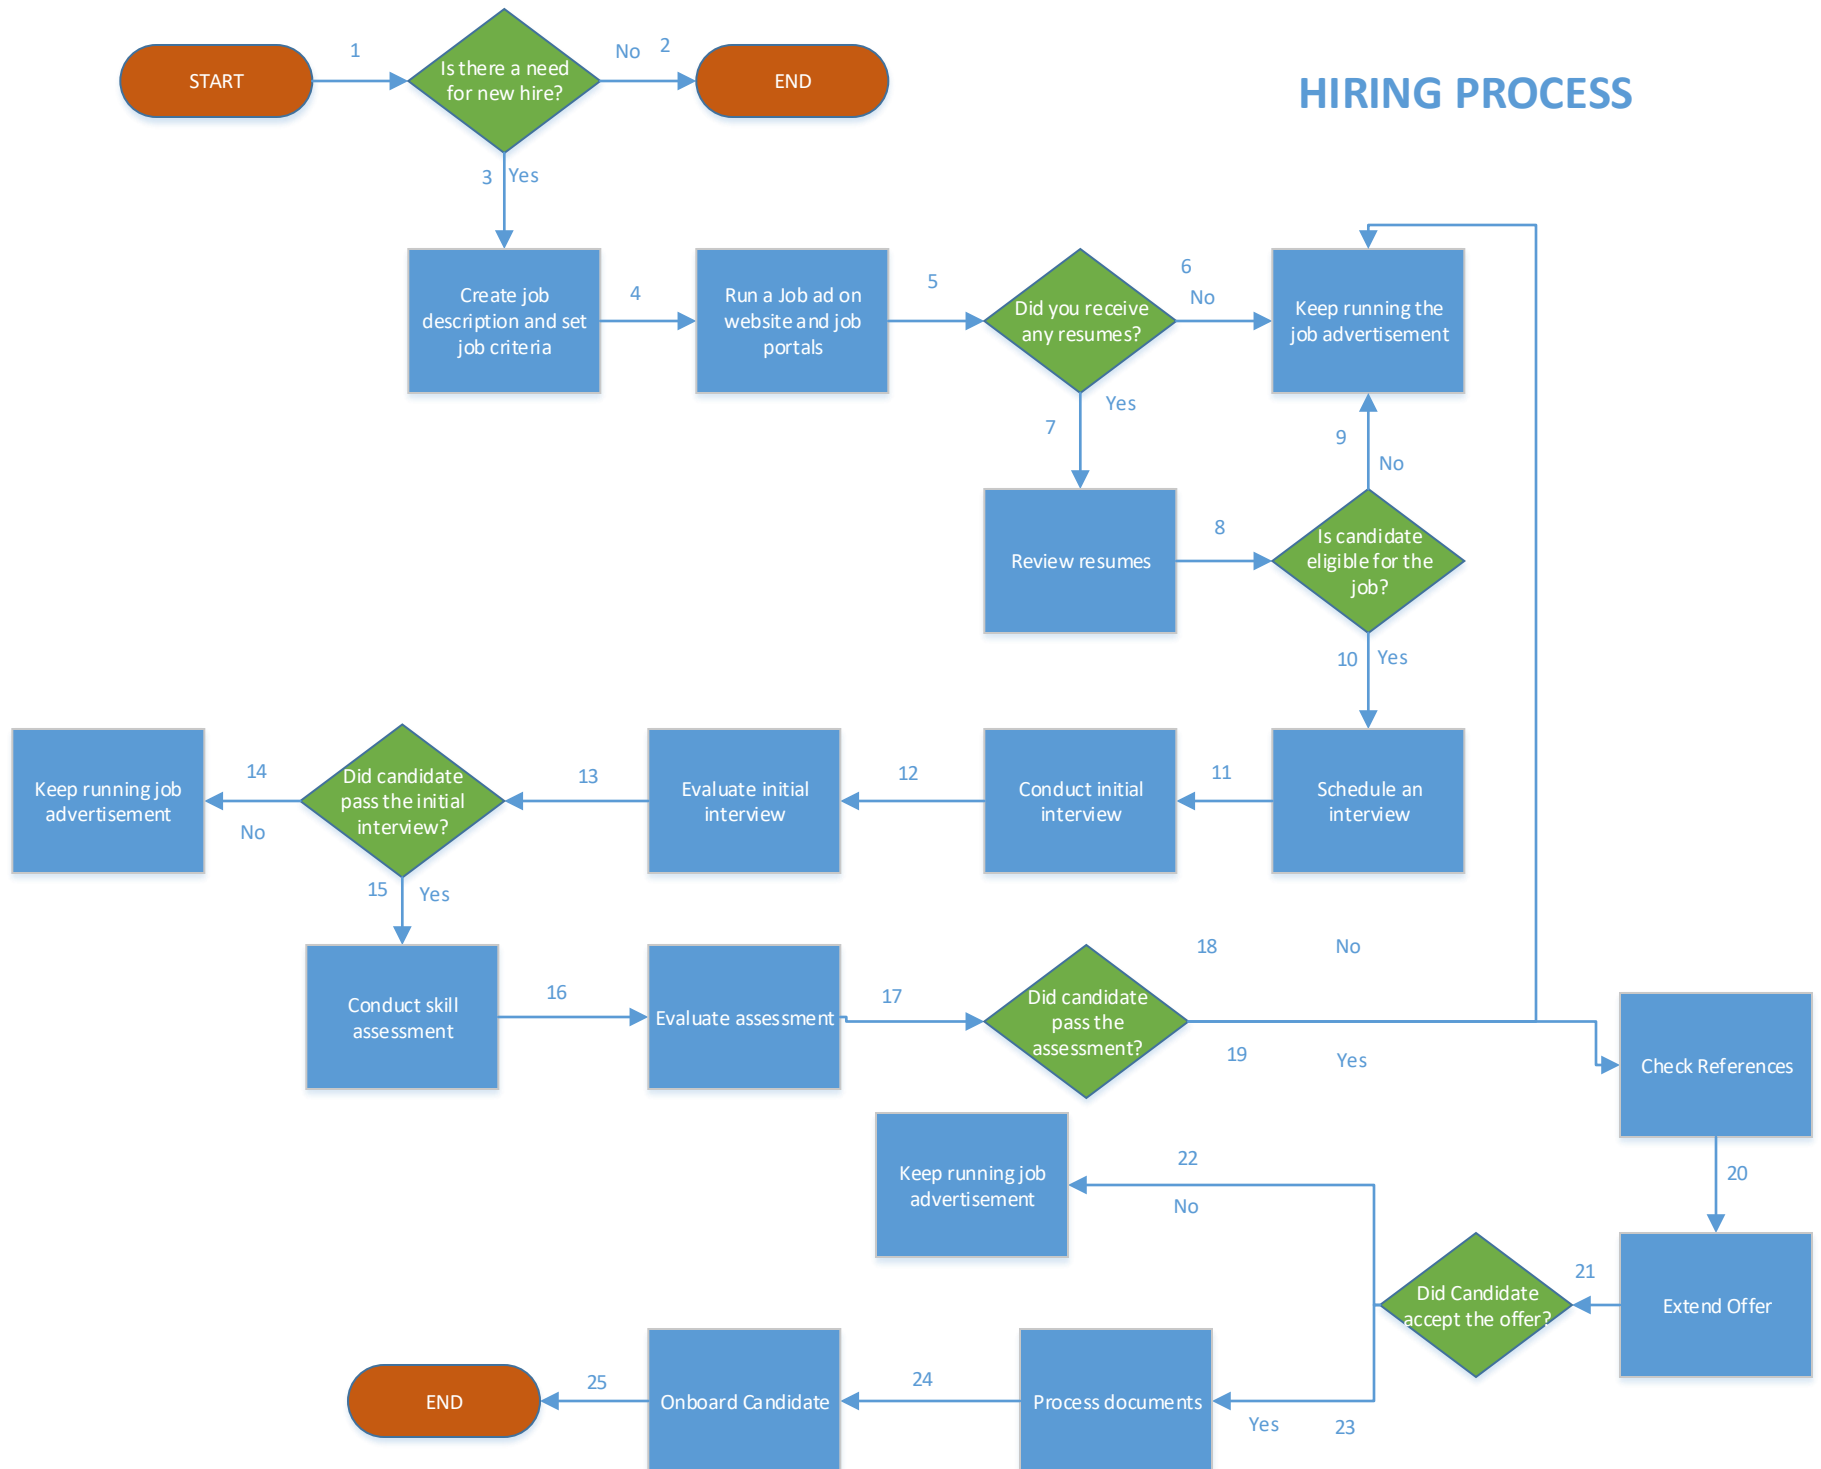 HIRING PROCESS
START
1
Is there a need
for new hire?
No
2
END
3
Yes
Create job
description and set
job criteria
4
Run a Job ad on
website and job
portals
5
Did you receive
any resumes?
6
No
Keep running the
job advertisement
7
Yes
9
No
Review resumes
8
Is candidate
eligible for the
job?
10
Yes
Schedule an
interview
11
Conduct initial
interview
12
Evaluate initial
interview
13
Did candidate
pass the initial
interview?
14
No
Keep running job
advertisement
15
Yes
Conduct skill
assessment
16
Evaluate assessment
17
Did candidate
pass the
assessment?
18
No
19
Yes
Check References
20
Extend Offer
21
Did Candidate
accept the offer?
22
No
Keep running job
advertisement
23
Yes
Process documents
24
Onboard Candidate
25
END